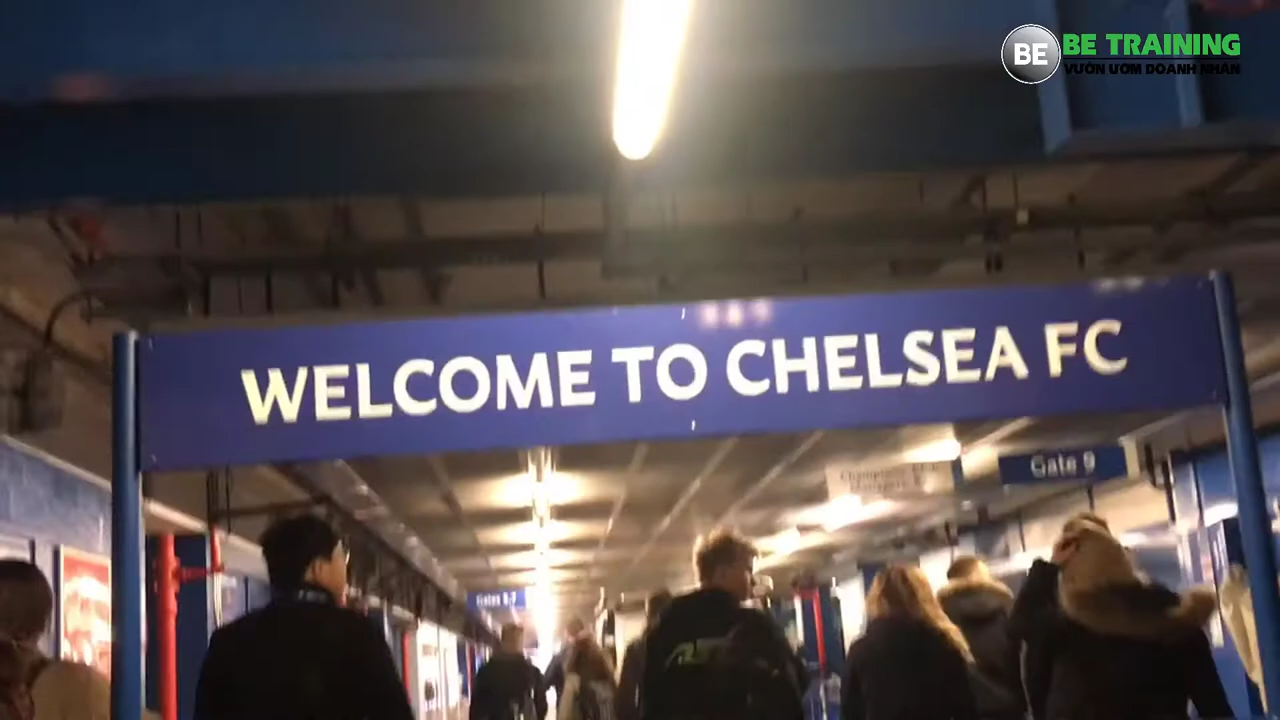 BE
BE TRAINING
VƯỜN ƯƠM DOANH NHÂN
WELCOME TO CHELSEA FC
Gate 9